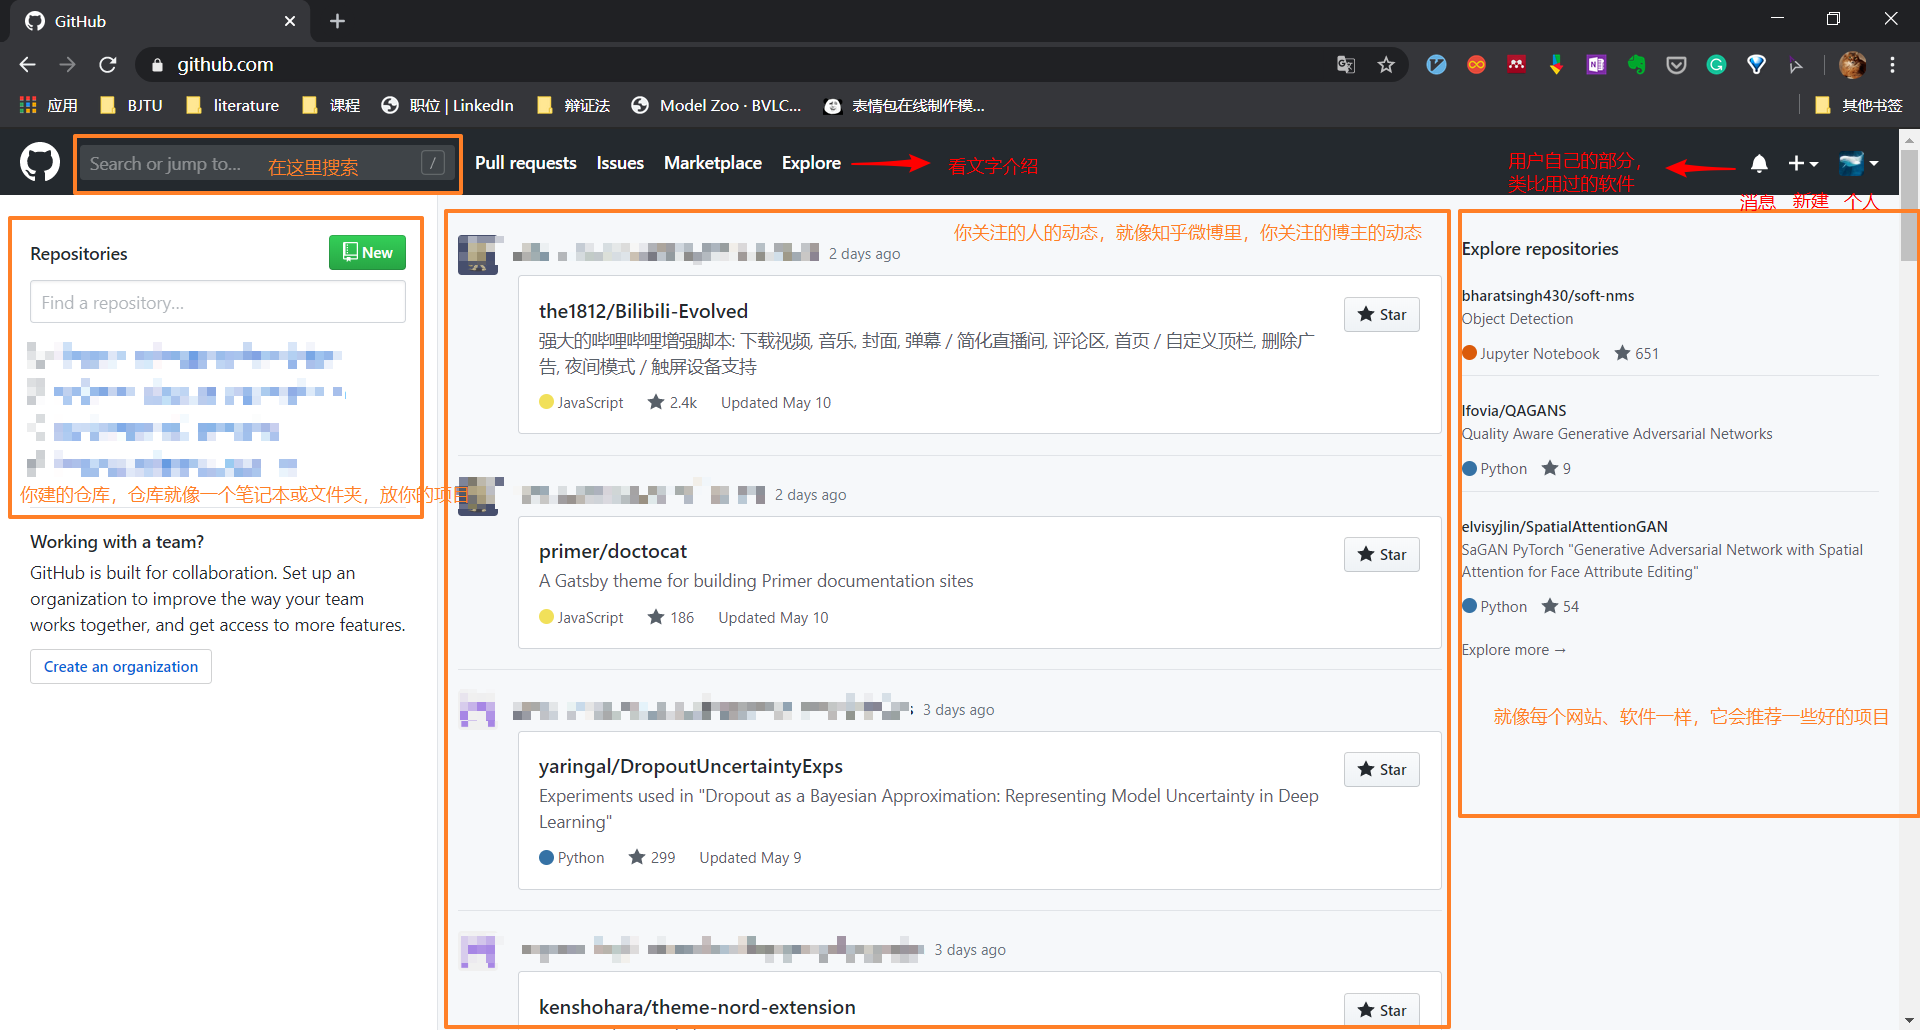 GitHub
github.com
应用
BJTU
literature
课程
职位 | LinkedIn
辩证法
Model Zoo · BVLC...
表情包在线制作模...
其他书签
Search or jump to...
/
在这里搜索
Pull requests
Issues
Marketplace
Explore
看文字介绍
用户自己的部分，
类比用过的软件
消息 新建 个人
Repositories
New
Find a repository...
你建的仓库，仓库就像一个笔记本或文件夹，放你的项目
Working with a team?
GitHub is built for collaboration. Set up an
organization to improve the way your team
works together, and get access to more features.
Create an organization
你关注的人的动态，就像知乎微博里，你关注的博主的动态
2 days ago
the1812/Bilibili-Evolved
Star
强大的哔哩哔哩增强脚本: 下载视频, 音乐, 封面, 弹幕 / 简化直播间, 评论区, 首页 / 自定义顶栏, 删除广
告, 夜间模式 / 触屏设备支持
JavaScript 2.4k Updated May 10
2 days ago
primer/doctocat
Star
A Gatsby theme for building Primer documentation sites
JavaScript 186 Updated May 10
3 days ago
yaringal/DropoutUncertaintyExps
Star
Experiments used in "Dropout as a Bayesian Approximation: Representing Model Uncertainty in Deep
Learning"
Python 299 Updated May 9
3 days ago
kenshohara/theme-nord-extension
Star
Explore repositories
bharatsingh430/soft-nms
Object Detection
Jupyter Notebook 651
lfovia/QAGANS
Quality Aware Generative Adversarial Networks
Python 9
elvisyjlin/SpatialAttentionGAN
SaGAN PyTorch "Generative Adversarial Network with Spatial
Attention for Face Attribute Editing"
Python 54
Explore more →
就像每个网站、软件一样，它会推荐一些好的项目